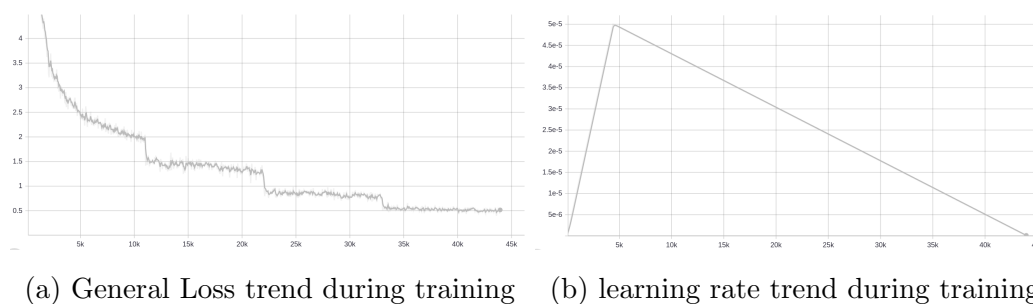 4
3.5
3
2.5
2
1.5
1
0.5
5k 10k 15k 20k 25k 30k 35k 40k 45k
5e-5
4.5e-5
4e-5
3.5e-5
3e-5
2.5e-5
2e-5
1.5e-5
1e-5
5e-6
5k 10k 15k 20k 25k 30k 35k 40k
(a) General Loss trend during training
(b) learning rate trend during training